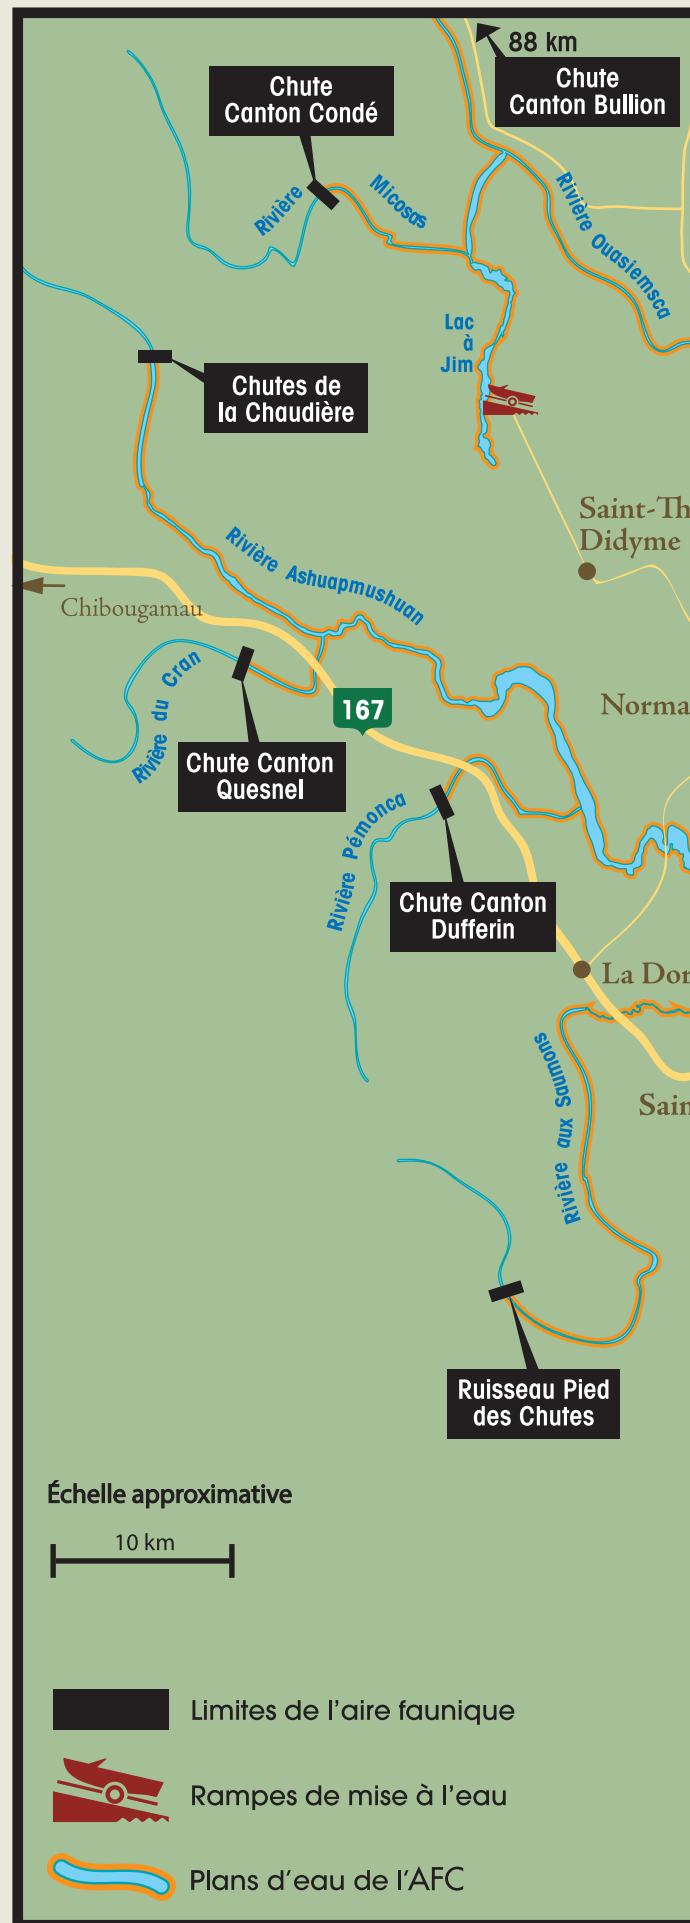 88 km
Chute
Canton Bullion
Chute
Canton Condé
Rivière Micosas
Rivière Ouasiemsca
Lac
à
Jim
Chutes de
la Chaudière
Saint-Th
Didyme
Rivière Ashuapmushuan
Chibougamau
Rivière du Cran
Norma
167
Chute Canton
Quesnel
Rivière Pémonca
Chute Canton
Dufferin
La Dor
Rivière aux Saumons
Sain
Ruisseau Pied
des Chutes
Échelle approximative
10 km
Limites de l'aire faunique
Rampes de mise à l'eau
Plans d'eau de l'AFC